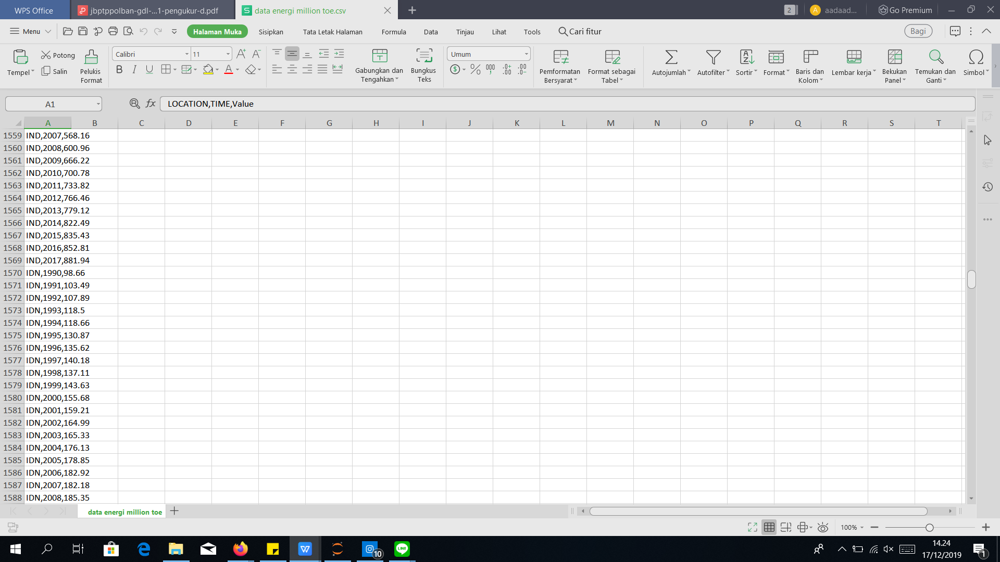 WPS Office
jbptppolban-gdl-...1-pengukur-d.pdf
data energi million toe.csv
2
A
aadaad...
Go Premium
Menu
Halaman Muka
Sisipkan
Tata Letak Halaman
Formula
Data
Tinjau
Lihat
Tools
Cari fitur
Bagi
Tempel
Potong
Salin
Pelukis
Format
Calibri
11
Gabungkan dan
Tengahkan
Bungkus
Teks
Umum
Pemformatan
Bersyarat
Format sebagai
Tabel
Autojumlah
Autofilter
Sortir
Format
Baris dan
Kolom
Lembar kerja
Bekukan
Panel
Temukan dan
Ganti
Simbol
A1
fx
LOCATION,TIME,Value
A B C D E F G H I J K L M N O P Q R S T
1559 IND,2007,568.16
1560 IND,2008,600.96
1561 IND,2009,666.22
1562 IND,2010,700.78
1563 IND,2011,733.82
1564 IND,2012,766.46
1565 IND,2013,779.12
1566 IND,2014,822.49
1567 IND,2015,835.43
1568 IND,2016,852.81
1569 IND,2017,881.94
1570 IDN,1990,98.66
1571 IDN,1991,103.49
1572 IDN,1992,107.89
1573 IDN,1993,118.5
1574 IDN,1994,118.66
1575 IDN,1995,130.87
1576 IDN,1996,135.62
1577 IDN,1997,140.18
1578 IDN,1998,137.11
1579 IDN,1999,143.63
1580 IDN,2000,155.68
1581 IDN,2001,159.21
1582 IDN,2002,164.99
1583 IDN,2003,165.33
1584 IDN,2004,176.13
1585 IDN,2005,178.85
1586 IDN,2006,182.92
1587 IDN,2007,182.18
1588 IDN,2008,185.35
data energi million toe
100%
10
LINE
14.24
17/12/2019
1